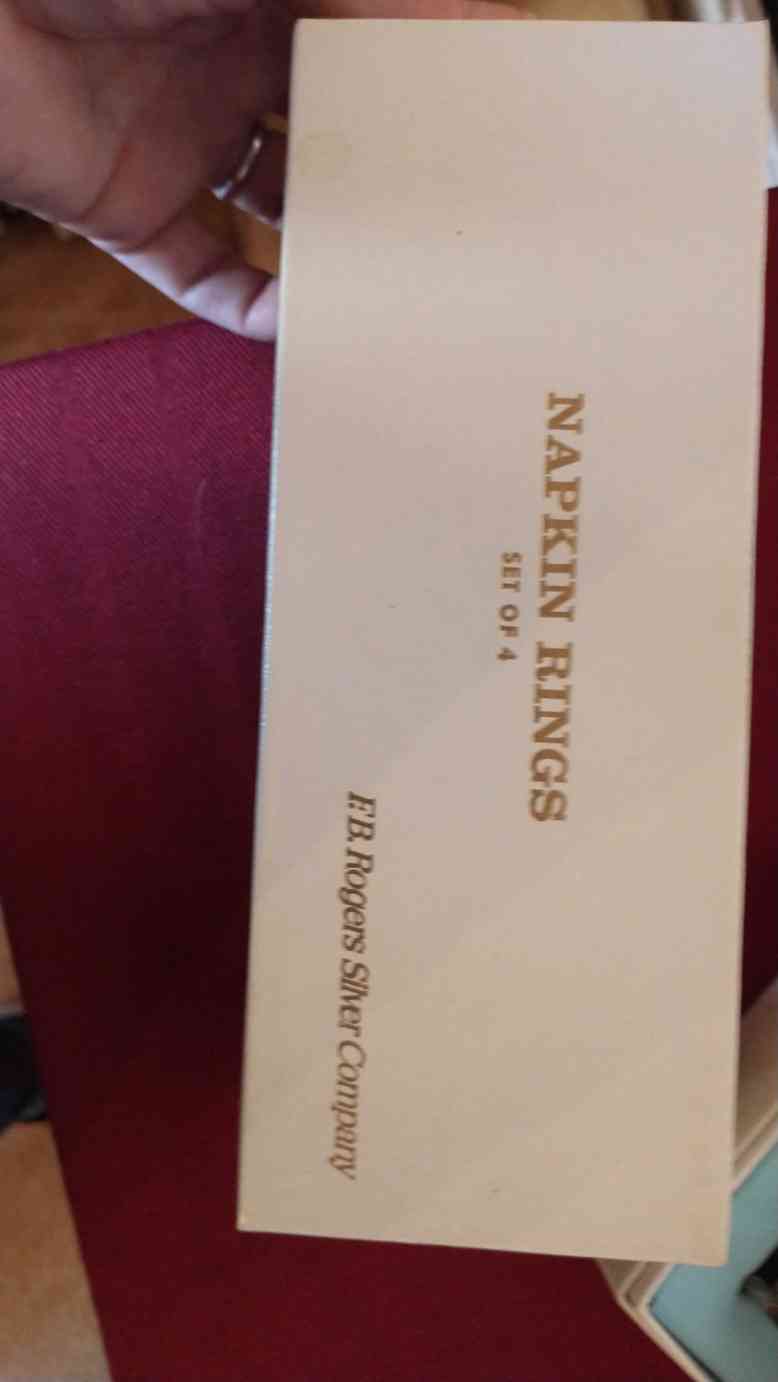 NAPKIN RINGS
SET OF 4
F.B. Rogers Silver Company